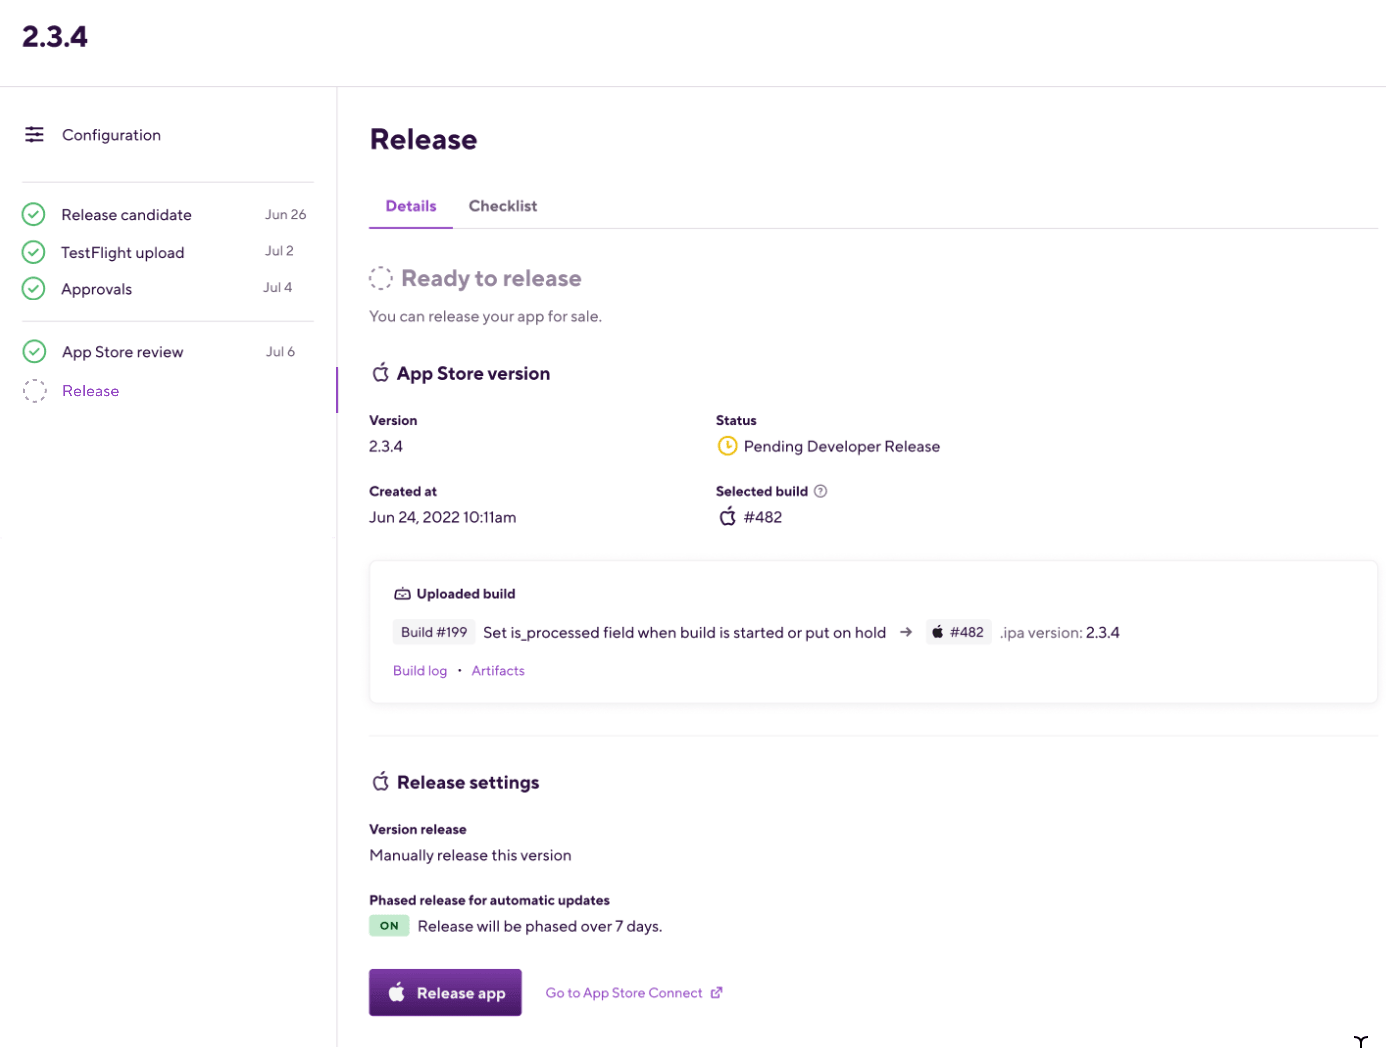 2.3.4
Configuration
Release candidate Jun 26
TestFlight upload Jul 2
Approvals Jul 4
App Store review Jul 6
Release
Release
Details Checklist
Ready to release
You can release your app for sale.
App Store version
Version Status
2.3.4 Pending Developer Release
Created at Selected build ?
Jun 24, 2022 10:11am #482
Uploaded build
Build #199 Set is_processed field when build is started or put on hold → #482 .ipa version: 2.3.4
Build log • Artifacts
Release settings
Version release
Manually release this version
Phased release for automatic updates
ON Release will be phased over 7 days.
Release app Go to App Store Connect